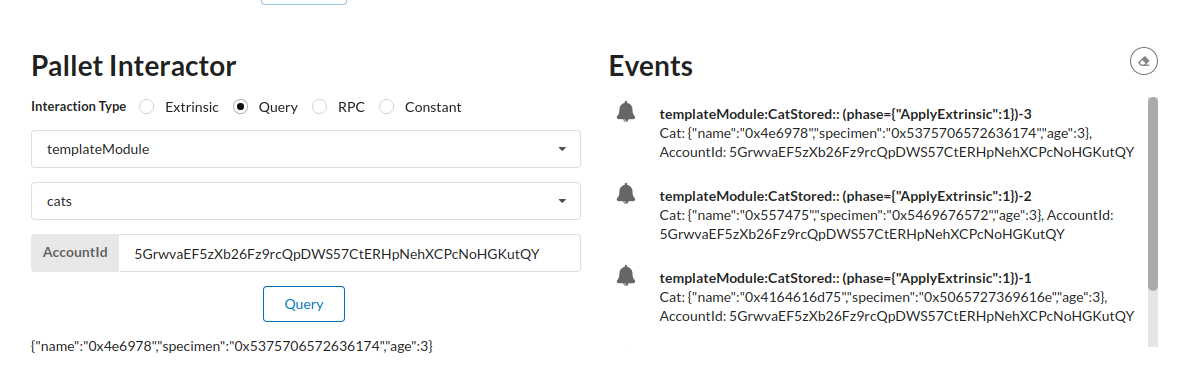 Pallet Interactor
Interaction Type Extrinsic Query RPC Constant
templateModule
cats
AccountId 5GrwvaEF5zXb26Fz9rcQpDWS57CtERHpNehXCPcNoHGKutQY
Query
{"name":"0x4e6978","specimen":"0x5375706572636174","age":3}
Events
templateModule:CatStored:: (phase={"ApplyExtrinsic":1})-3
Cat: {"name":"0x4e6978","specimen":"0x5375706572636174","age":3},
AccountId: 5GrwvaEF5zXb26Fz9rcQpDWS57CtERHpNehXCPcNoHGKutQY
templateModule:CatStored:: (phase={"ApplyExtrinsic":1})-2
Cat: {"name":"0x557475","specimen":"0x5469676572","age":3}, AccountId:
5GrwvaEF5zXb26Fz9rcQpDWS57CtERHpNehXCPcNoHGKutQY
templateModule:CatStored:: (phase={"ApplyExtrinsic":1})-1
Cat: {"name":"0x4164616d75","specimen":"0x5065727369616e","age":3},
AccountId: 5GrwvaEF5zXb26Fz9rcQpDWS57CtERHpNehXCPcNoHGKutQY